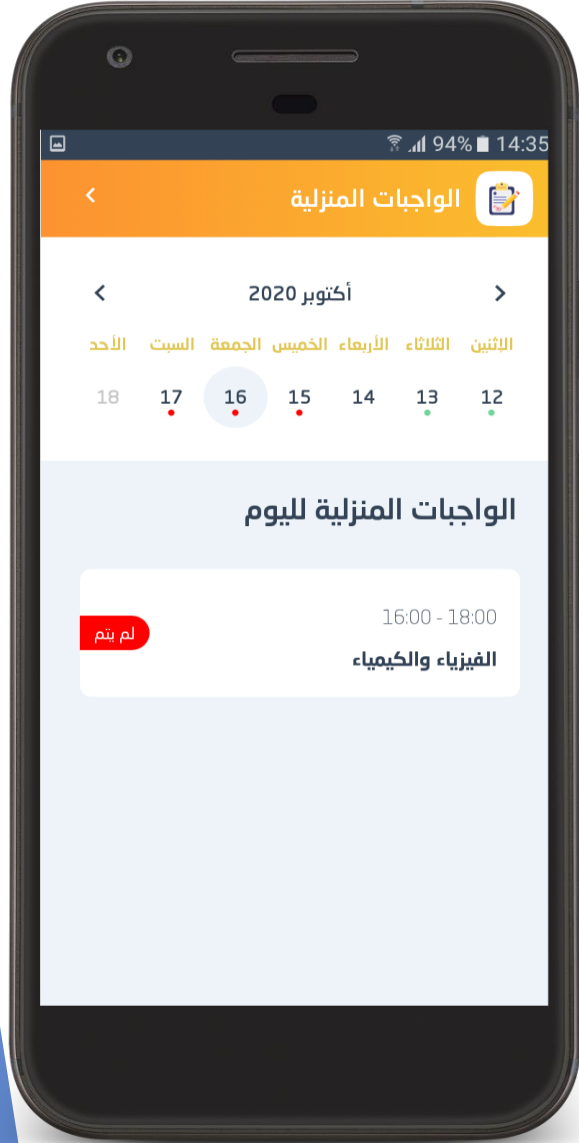 94% 14:35
الواجبات المنزلية
أكتوبر 2020
الإثنين الثلاثاء الأربعاء الخميس الجمعة السبت الأحد
12 13 14 15 16 17 18
الواجبات المنزلية لليوم
16:00 - 18:00
لم يتم
الفيزياء والكيمياء